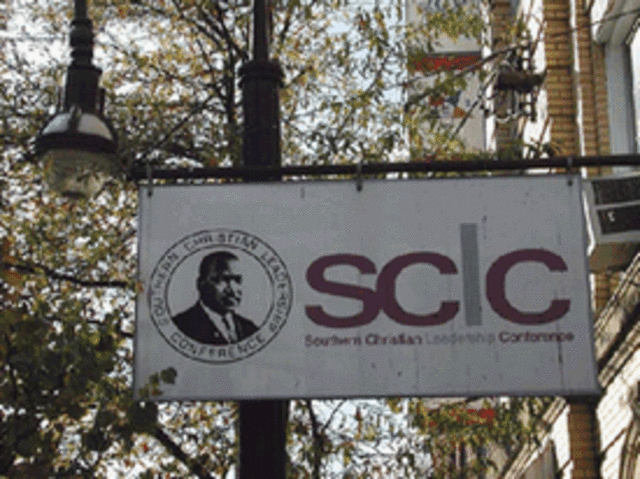 SOUTHERN CHRISTIAN LEADERSHIP
CONFERENCE
SClC
Southern Christian Leadership Conference